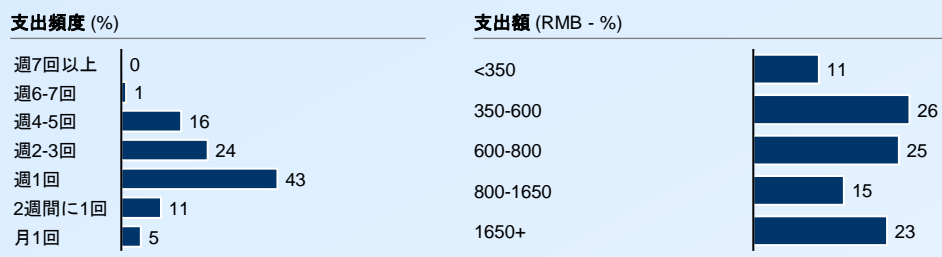 支出頻度 (%)
週7回以上 0
週6-7回 1
週4-5回 16
週2-3回 24
週1回 43
2週間に1回 11
月1回 5
支出額 (RMB - %)
<350 11
350-600 26
600-800 25
800-1650 15
1650+ 23